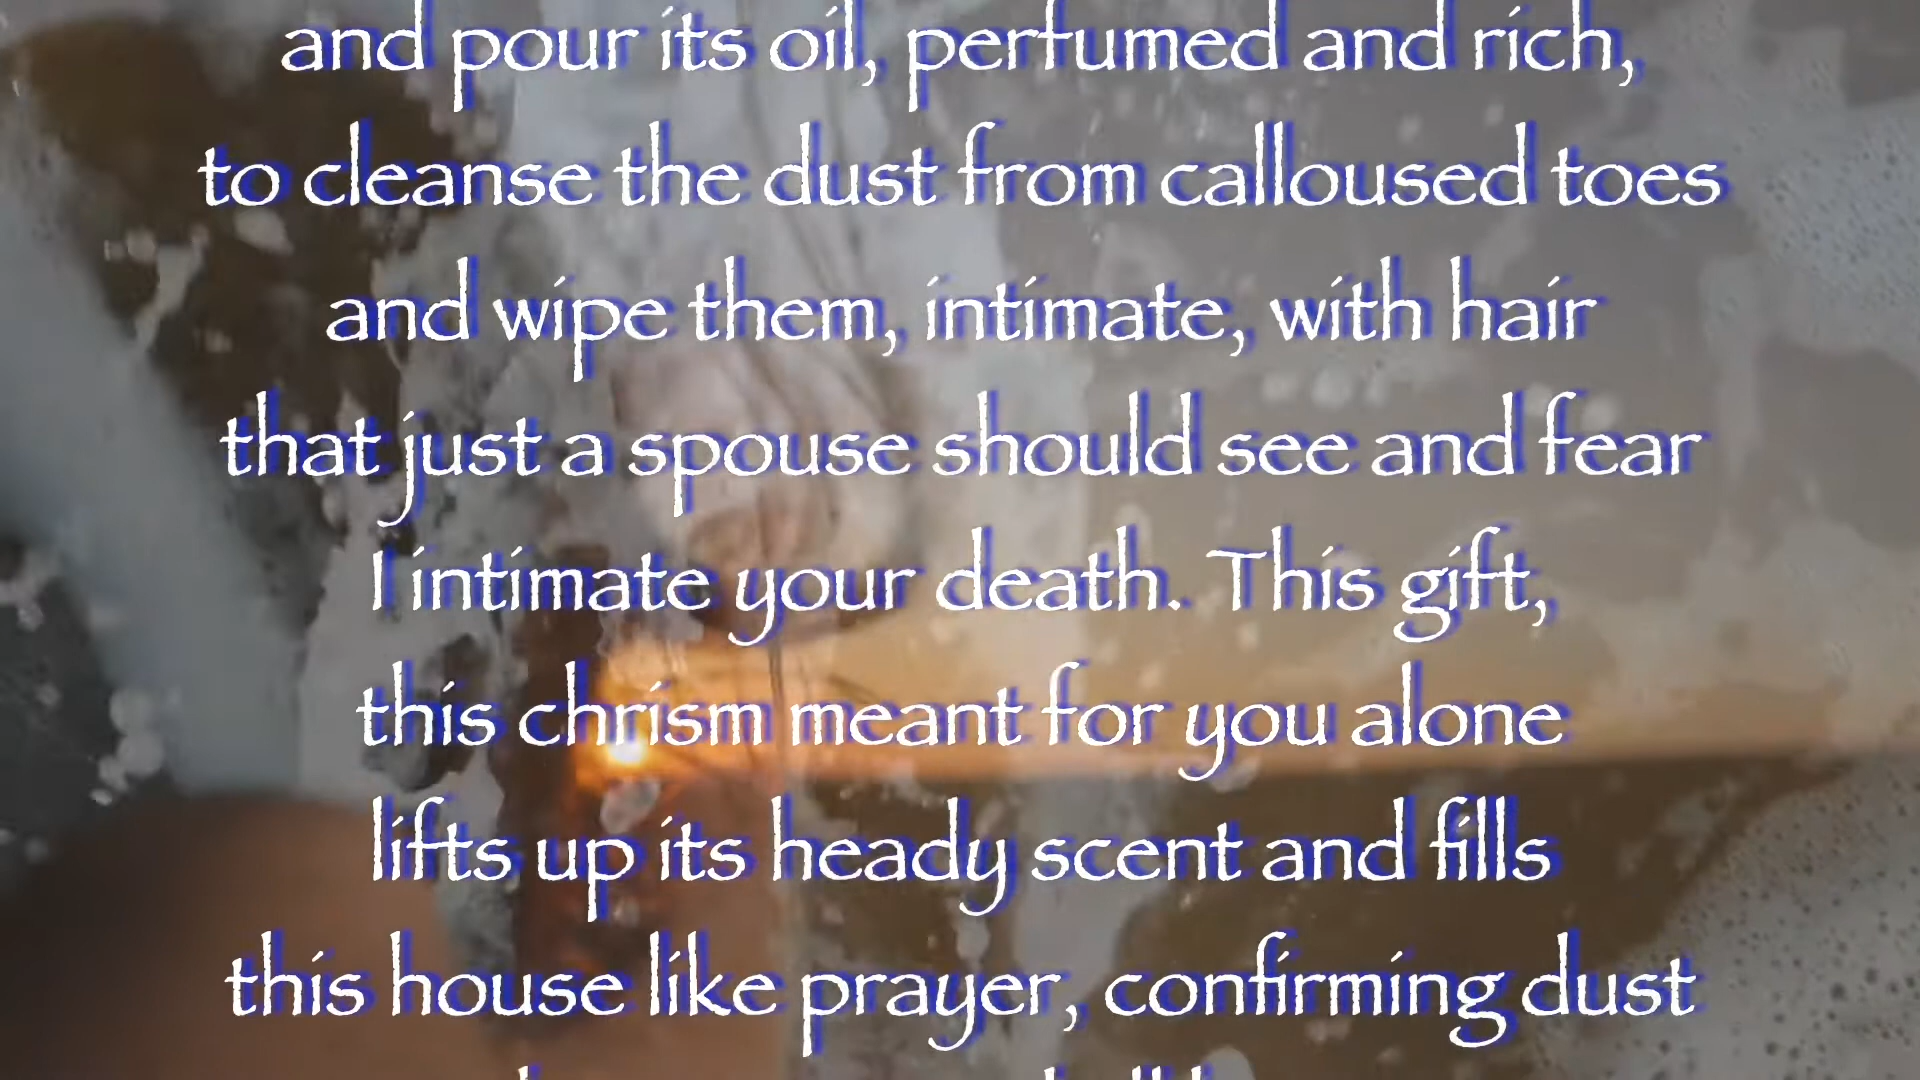 and pour its oil, perfumed and rich,
to cleanse the dust from calloused toes
and wipe them, intimate, with hair
that just a spouse should see and fear
I intimate your death. This gift,
this chrism meant for you alone
lifts up its heady scent and fills
this house like prayer, confirming dust